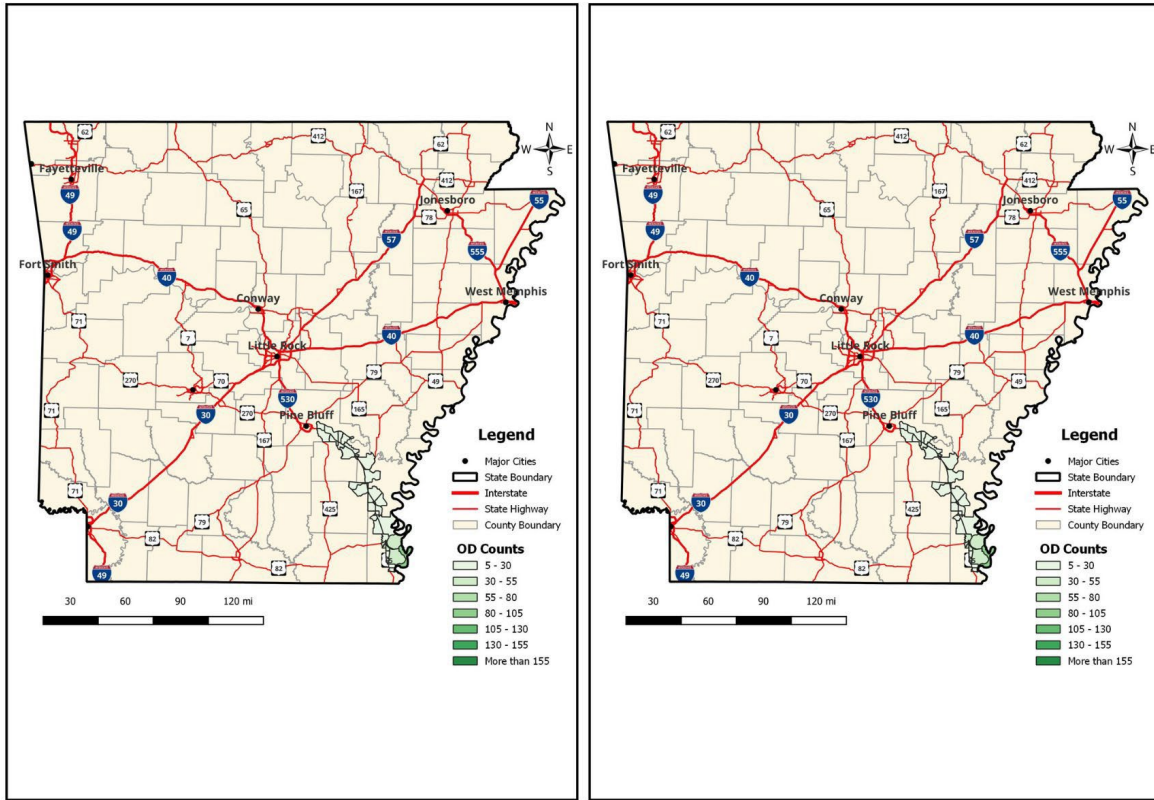 62
412
62
N
W E
S
Fayetteville
412
49
167
55
65
Jonesboro
78
49
57
555
Fort Smith
40
West Memphis
Conway
71
40
7
Little Rock
79
270
70
49
530
71
30
270
165
Pine Bluff
167
Legend
Major Cities
State Boundary
Interstate
State Highway
County Boundary
71
30
425
79
82
82
49
OD Counts
5 - 30
30 - 55
55 - 80
80 - 105
105 - 130
130 - 155
More than 155
30 60 90 120 mi
62
412
62
N
W E
S
Fayetteville
412
49
167
55
65
Jonesboro
78
49
57
555
Fort Smith
40
West Memphis
Conway
71
40
7
Little Rock
79
270
70
49
530
71
30
270
165
Pine Bluff
167
Legend
Major Cities
State Boundary
Interstate
State Highway
County Boundary
71
30
425
79
82
82
49
OD Counts
5 - 30
30 - 55
55 - 80
80 - 105
105 - 130
130 - 155
More than 155
30 60 90 120 mi